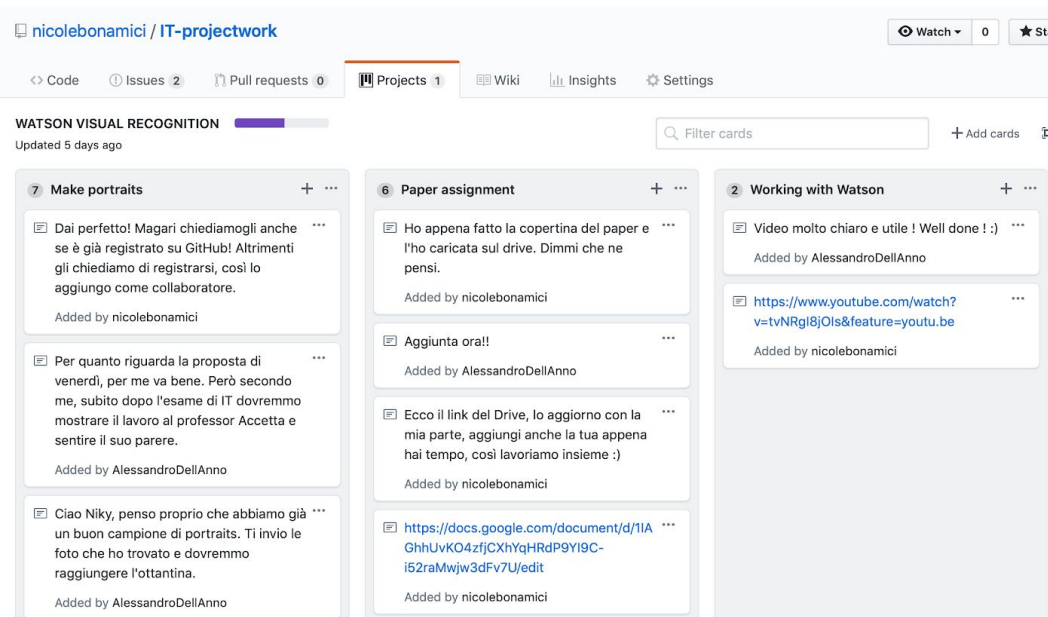 nicolebonamici / IT-projectwork
Watch 0
Code Issues 2 Pull requests 0 Projects 1 Wiki Insights Settings
WATSON VISUAL RECOGNITION
Updated 5 days ago
Filter cards
Add cards
7 Make portraits
Dai perfetto! Magari chiediamogli anche
se è già registrato su GitHub! Altrimenti
gli chiediamo di registrarsi, così lo
aggiungo come collaboratore.
Added by nicolebonamici
Per quanto riguarda la proposta di
venerdì, per me va bene. Però secondo
me, subito dopo l'esame di IT dovremmo
mostrare il lavoro al professor Accetta e
sentire il suo parere.
Added by AlessandroDellAnno
Ciao Niky, penso proprio che abbiamo già
un buon campione di portraits. Ti invio le
foto che ho trovato e dovremmo
raggiungere l'ottantina.
Added by AlessandroDellAnno
6 Paper assignment
Ho appena fatto la copertina del paper e
l'ho caricata sul drive. Dimmi che ne
pensi.
Added by nicolebonamici
Aggiunta ora!!
Added by AlessandroDellAnno
Ecco il link del Drive, lo aggiorno con la
mia parte, aggiungi anche la tua appena
hai tempo, così lavoriamo insieme :)
Added by nicolebonamici
https://docs.google.com/document/d/1IA
GhhUvKO4zfjCXhYqHRdP9YI9C-
i52raMwjw3dFv7U/edit
Added by nicolebonamici
2 Working with Watson
Video molto chiaro e utile ! Well done ! :)
Added by AlessandroDellAnno
https://www.youtube.com/watch?
v=tvNRgI8jOIs&feature=youtu.be
Added by nicolebonamici